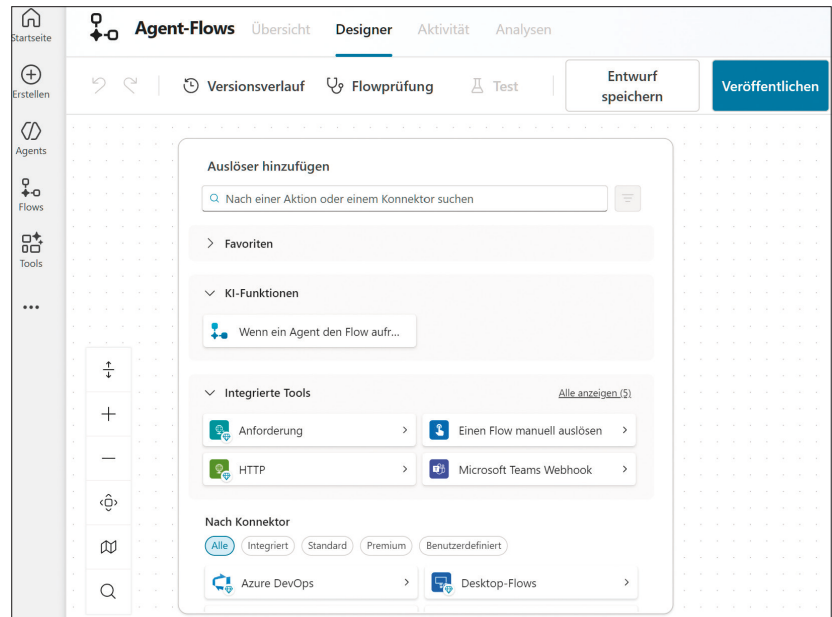 Startseite
Erstellen
Agents
Flows
Tools
Agent-Flows Übersicht Designer Aktivität Analysen
Versionsverlauf Flowprüfung Test Entwurf speichern Veröffentlichen
Auslöser hinzufügen
Nach einer Aktion oder einem Konnektor suchen
Favoriten
KI-Funktionen
Wenn ein Agent den Flow aufr...
Integrierte Tools Alle anzeigen (5)
Anforderung Einen Flow manuell auslösen
HTTP Microsoft Teams Webhook
Nach Konnektor
Alle Integriert Standard Premium Benutzerdefiniert
Azure DevOps Desktop-Flows